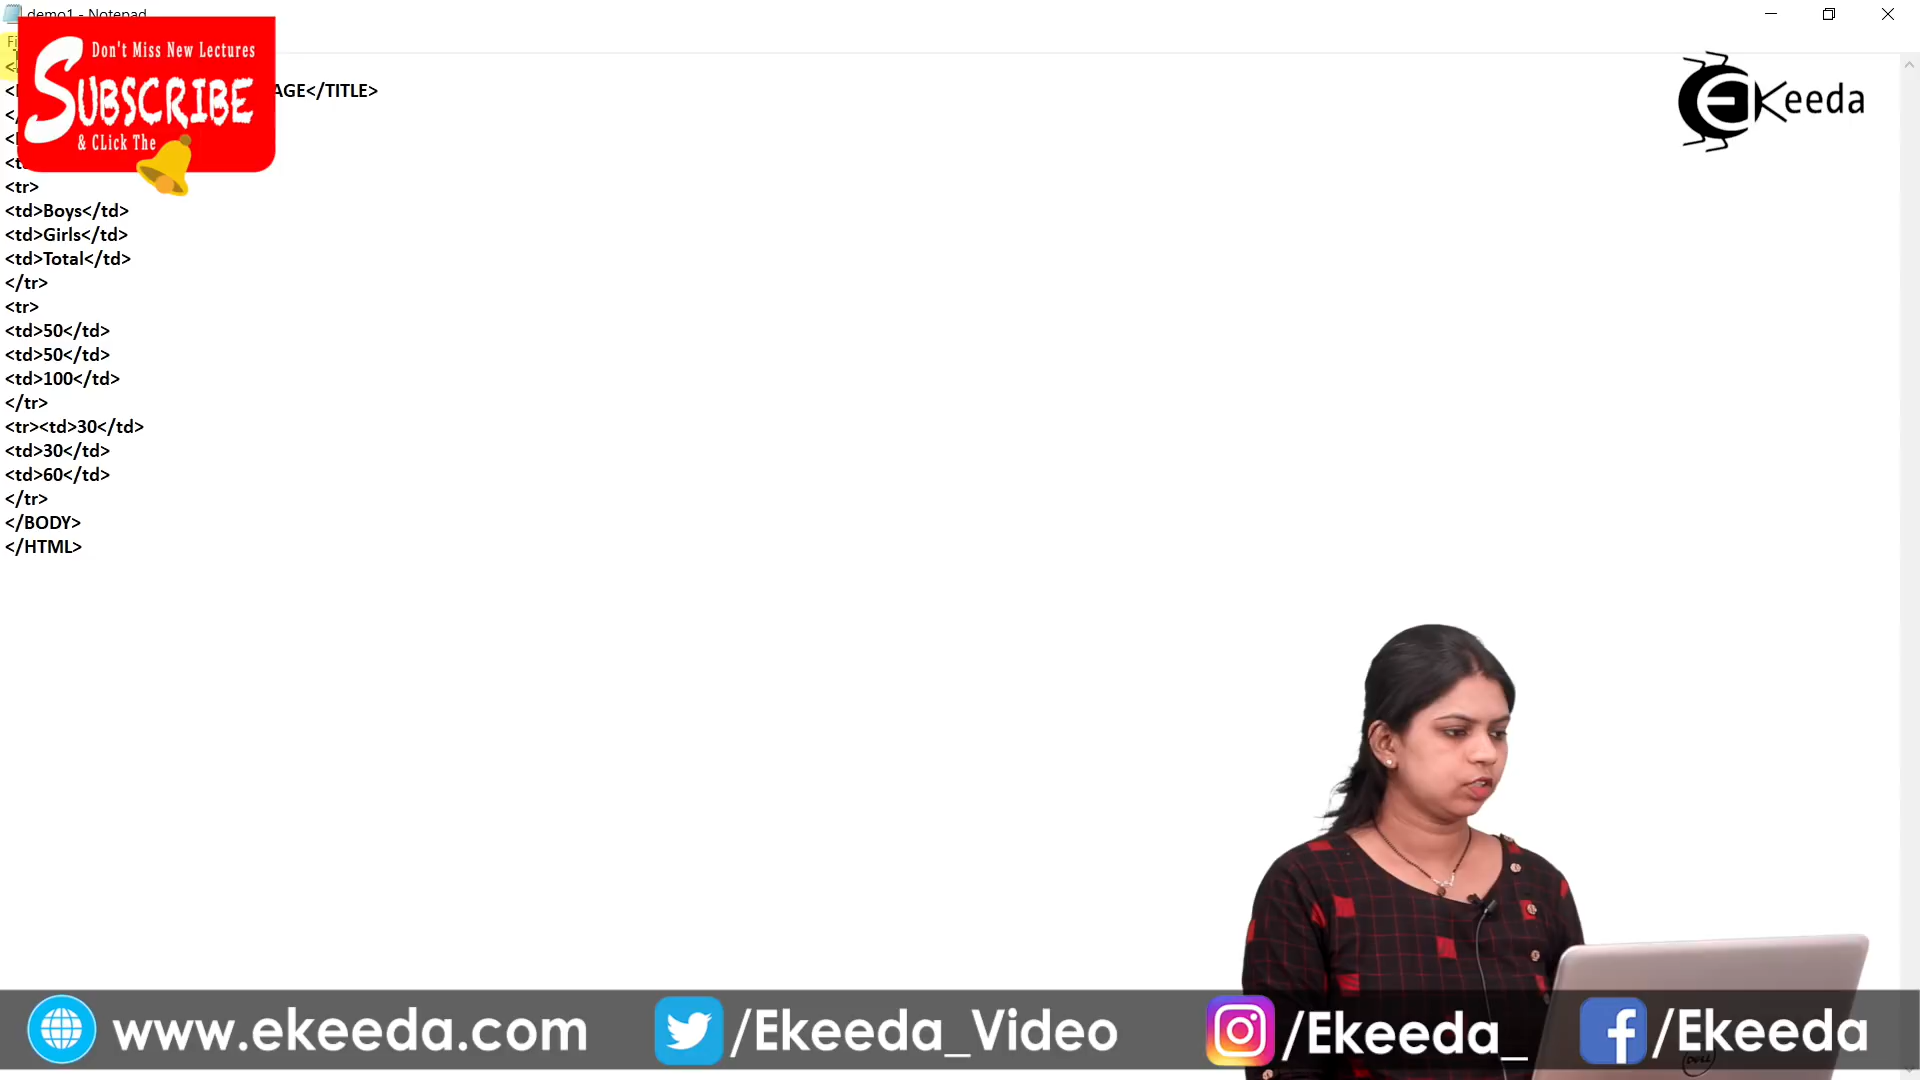 demo1 - Notepad
Don't Miss New Lectures
SUBSCRIBE
& CLick The
AGE</TITLE>
Keeda
<tr>
<td>Boys</td>
<td>Girls</td>
<td>Total</td>
</tr>
<tr>
<td>50</td>
<td>50</td>
<td>100</td>
</tr>
<tr><td>30</td>
<td>30</td>
<td>60</td>
</tr>
</BODY>
</HTML>
www.ekeeda.com
/Ekeeda_Video
/Ekeeda_
/Ekeeda
DELL